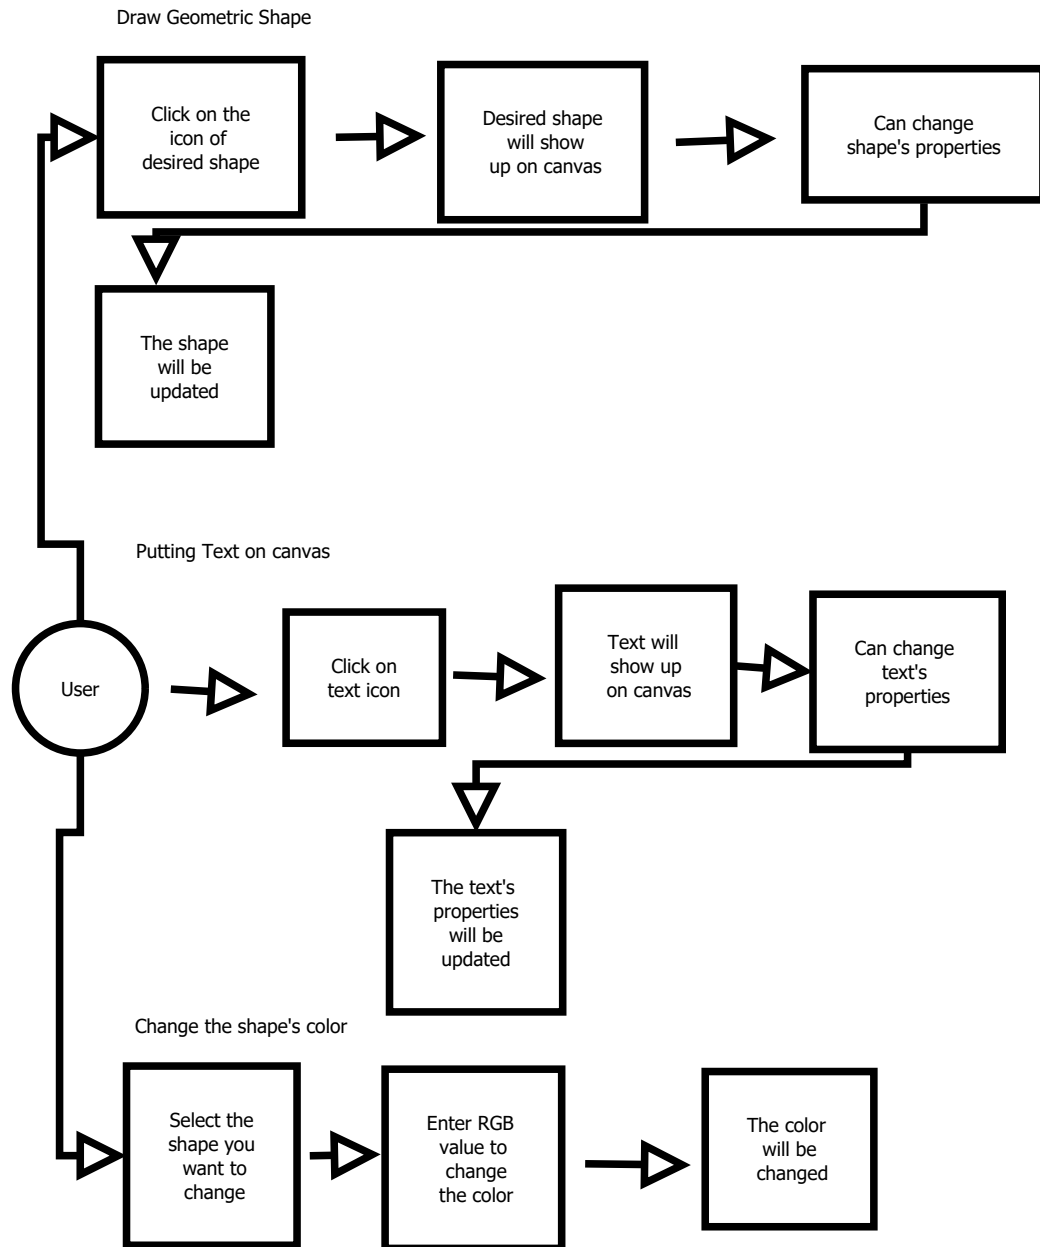 Draw Geometric Shape
Click on the
icon of
desired shape
Desired shape
will show
up on canvas
Can change
shape's properties
The shape
will be
updated
Putting Text on canvas
User
Click on
text icon
Text will
show up
on canvas
Can change
text's
properties
The text's
properties
will be
updated
Change the shape's color
Select the
shape you
want to
change
Enter RGB
value to
change
the color
The color
will be
changed